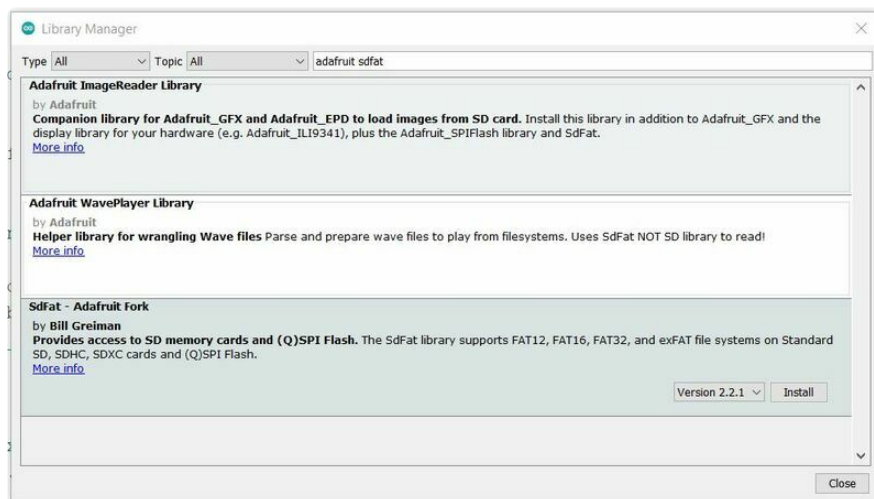 Library Manager
Type All Topic All adafruit sdfat
Adafruit ImageReader Library
by Adafruit
Companion library for Adafruit_GFX and Adafruit_EPD to load images from SD card. Install this library in addition to Adafruit_GFX and the
display library for your hardware (e.g. Adafruit_ILI9341), plus the Adafruit_SPIFlash library and SdFat.
More info
Adafruit WavePlayer Library
by Adafruit
Helper library for wrangling Wave files Parse and prepare wave files to play from filesystems. Uses SdFat NOT SD library to read!
More info
SdFat - Adafruit Fork
by Bill Greiman
Provides access to SD memory cards and (Q)SPI Flash. The SdFat library supports FAT12, FAT16, FAT32, and exFAT file systems on Standard
SD, SDHC, SDXC cards and (Q)SPI Flash.
More info
Version 2.2.1 Install
Close